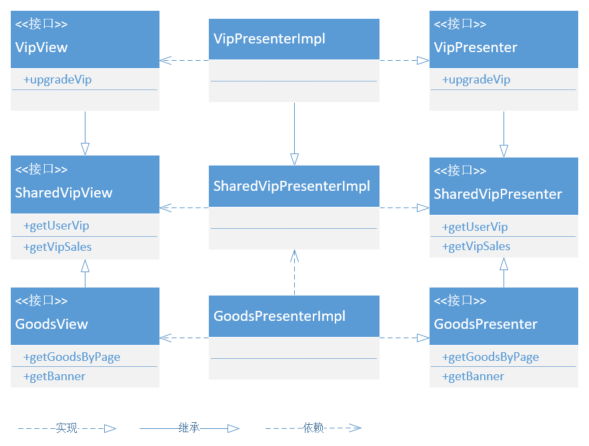 <<接口>>
VipView
+upgradeVip
VipPresenterImpl
<<接口>>
VipPresenter
+upgradeVip
<<接口>>
SharedVipView
+getUserVip
+getVipSales
SharedVipPresenterImpl
<<接口>>
SharedVipPresenter
+getUserVip
+getVipSales
<<接口>>
GoodsView
+getGoodsByPage
+getBanner
GoodsPresenterImpl
<<接口>>
GoodsPresenter
+getGoodsByPage
+getBanner
实现
继承
依赖